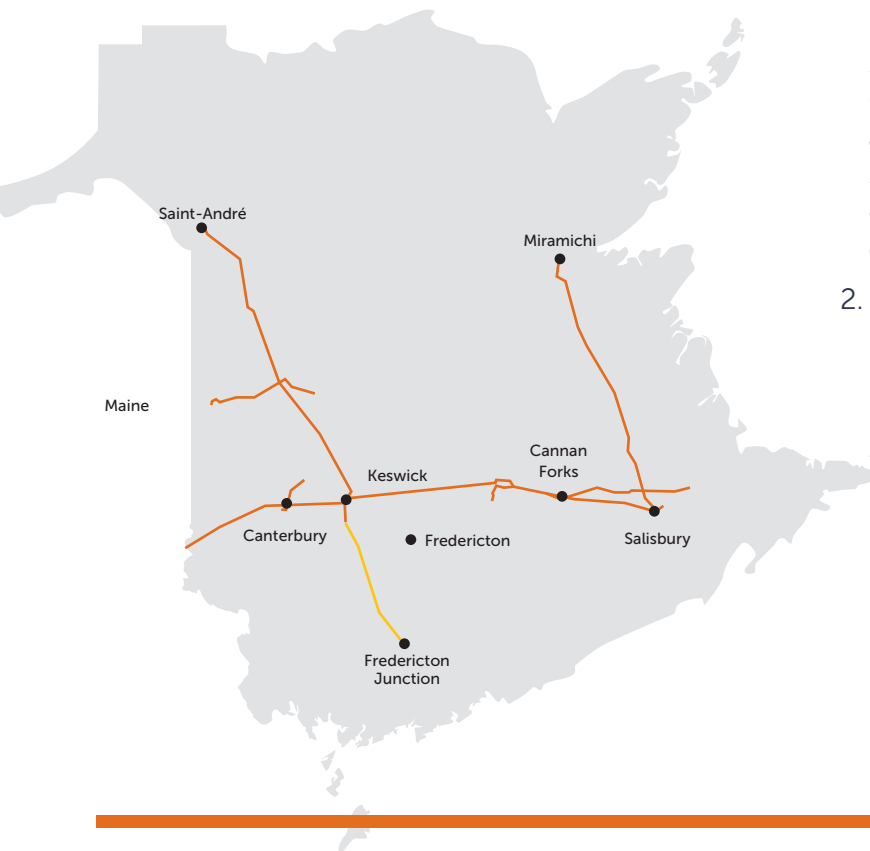 Saint-André
Miramichi
2.
Maine
Cannan
Forks
Keswick
Canterbury
Fredericton
Salisbury
Fredericton
Junction